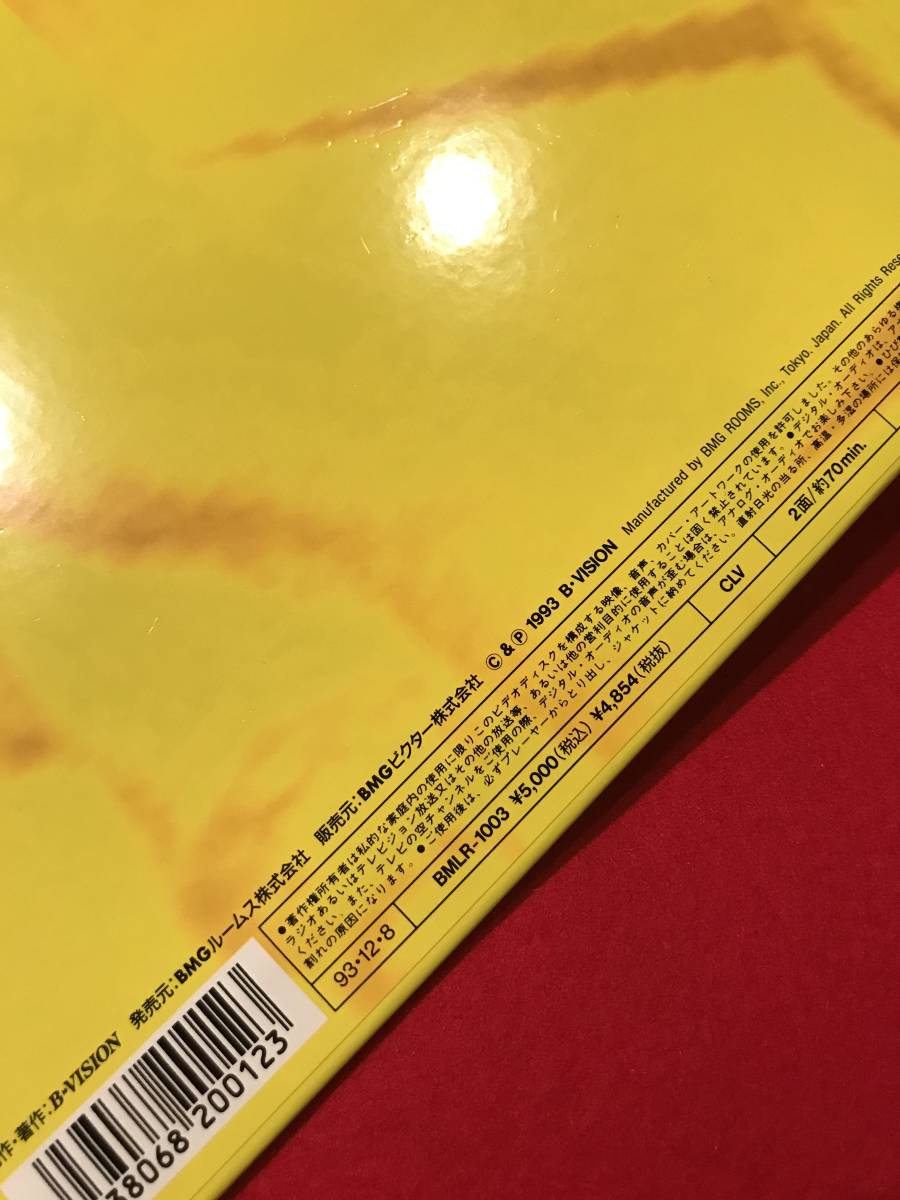 作・著作:B-VISION 発売元:BMGルームス株式会社 販売元:BMGビクター株式会社 Ⓒ & Ⓟ 1993 B・VISION Manufactured by BMG ROOMS, Inc., Tokyo, Japan. All Rights Rese
●著作権所有者は私的な家庭内の使用に限りこのビデオディスクを構成する映像、音声、カバー・アートワークの使用を許可しました。その他のあらゆる
ラジオあるいはテレビジョン放送又はその他の放送等、あるいは他の営利目的に使用することは固く禁止されています。●デジタル・オーディオは、ア
ください。また、テレビの空チャンネルをご使用の際、デジタル・オーディオの音声が歪む場合は、アナログ・オーディオでお楽しみ下さい。●ひび
割れの原因になります。●ご使用後は、必ずプレーヤーからとり出し、ジャケットに納めてください。直射日光の当る所、高温・多湿の場所には保
93・12・8 BMLR-1003 ¥5,000(税込) ¥4,854(税抜) CLV 2面/約70min.
38068 200123